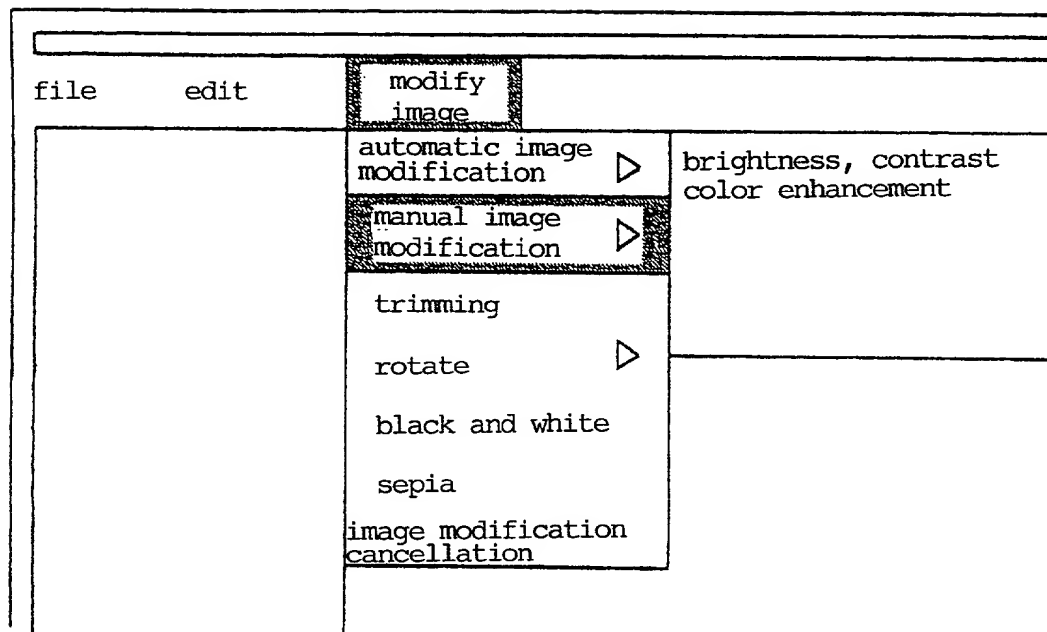 file
edit
modify
image
automatic image
modification
manual image
modification
trimming
rotate
black and white
sepia
image modification
cancellation
brightness, contrast
color enhancement